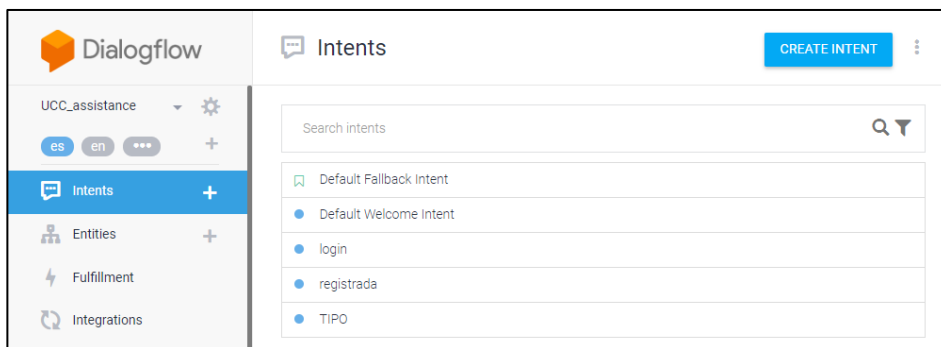 Dialogflow
Intents
CREATE INTENT
UCC_assistance
es en
Search intents
Intents
Entities
Fulfillment
Integrations
Default Fallback Intent
Default Welcome Intent
login
registrada
TIPO